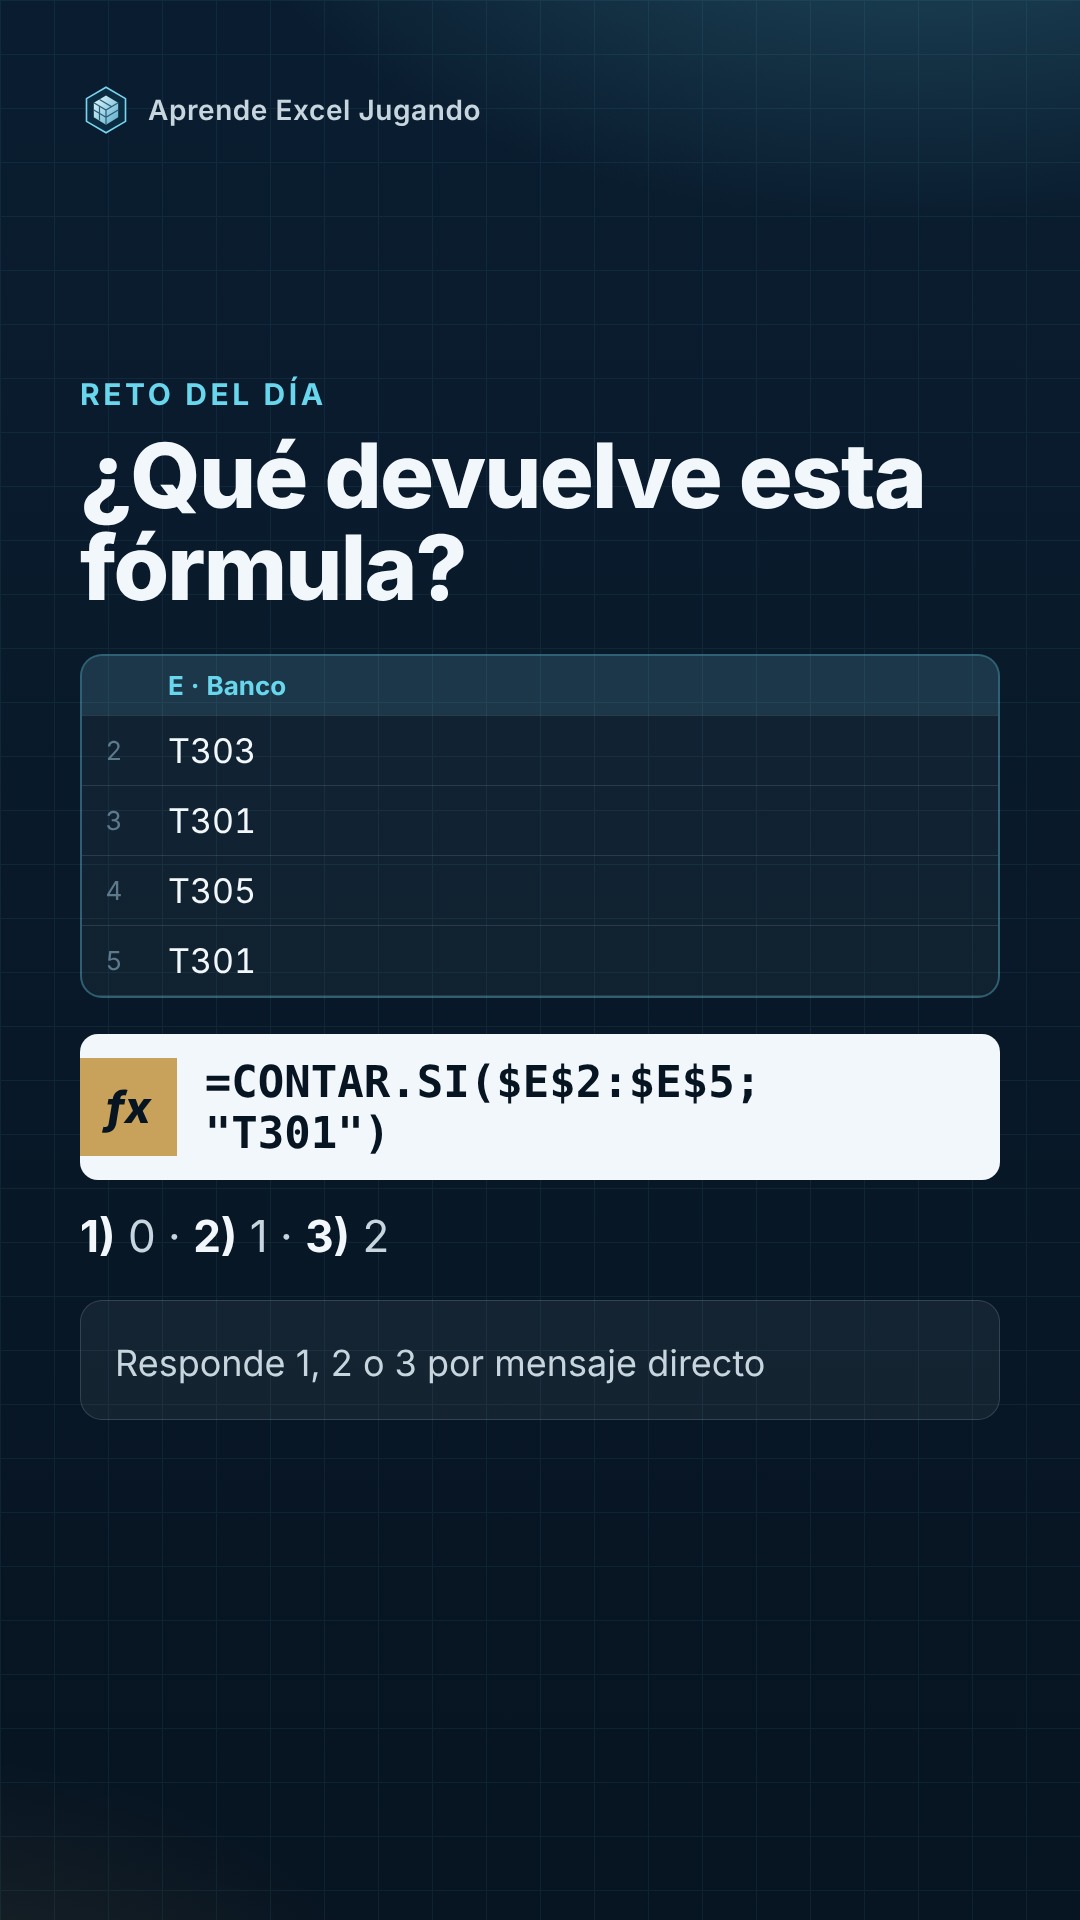 Aprende Excel Jugando
RETO DEL DÍA
¿Qué devuelve esta
fórmula?
E · Banco
2 T303
3 T301
4 T305
5 T301
fx =CONTAR.SI($E$2:$E$5;
"T301")
1) 0 · 2) 1 · 3) 2
Responde 1, 2 o 3 por mensaje directo